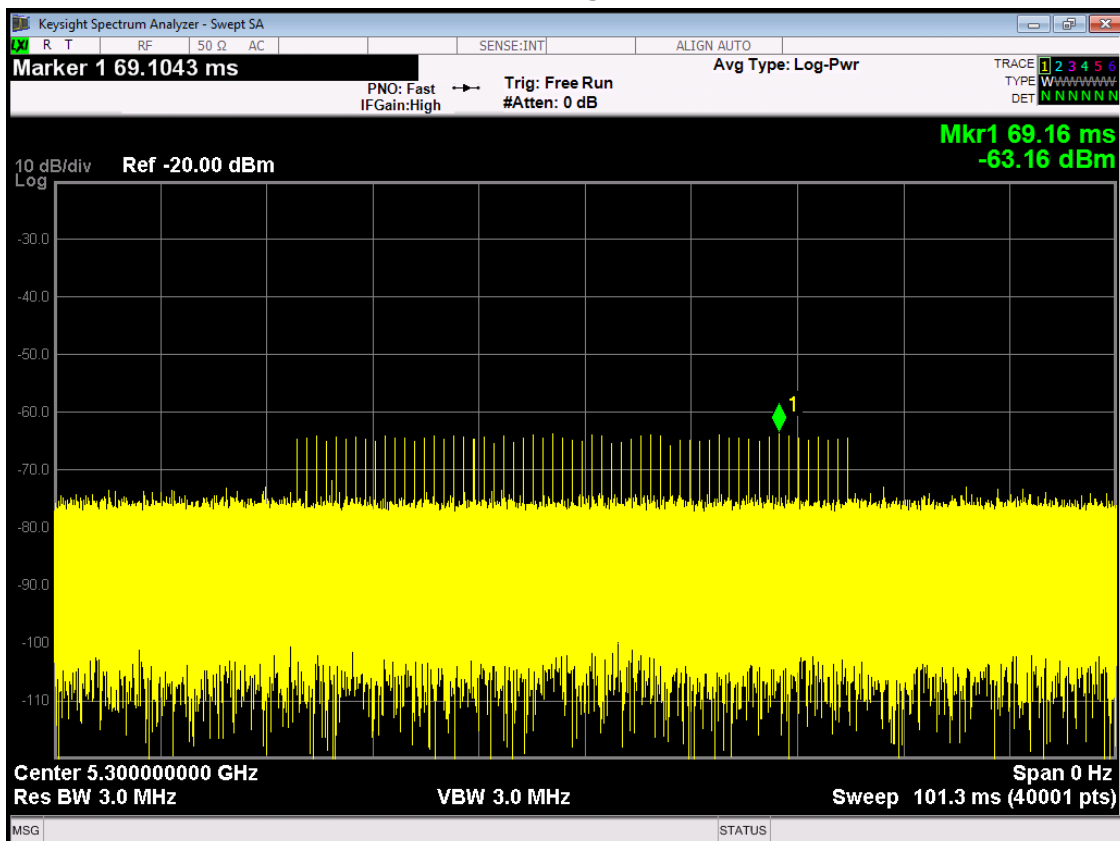 Keysight Spectrum Analyzer - Swept SA
LXI R T RF 50 Ω AC SENSE:INT ALIGN AUTO
Marker 1 69.1043 ms
Avg Type: Log-Pwr
TRACE 1 2 3 4 5 6
PNO: Fast Trig: Free Run
TYPE WWWWWW
IFGain:High #Atten: 0 dB
DET N N N N N N
Mkr1 69.16 ms
10 dB/div Ref -20.00 dBm -63.16 dBm
Log
-30.0
-40.0
-50.0
-60.0
1
-70.0
-80.0
-90.0
-100
-110
Center 5.300000000 GHz Span 0 Hz
Res BW 3.0 MHz VBW 3.0 MHz Sweep 101.3 ms (40001 pts)
MSG STATUS